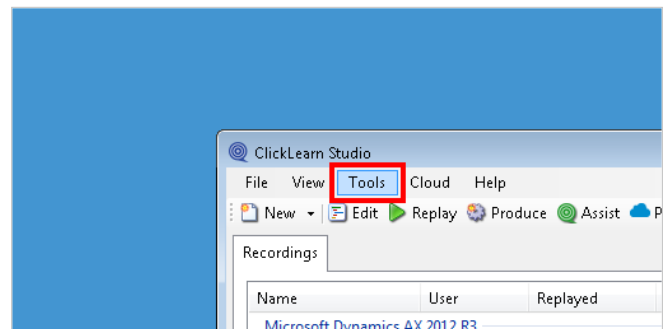 ClickLearn Studio
File View Tools Cloud Help
New Edit Replay Produce Assist
Recordings
Name User Replayed
Microsoft Dynamics AX 2012 R3